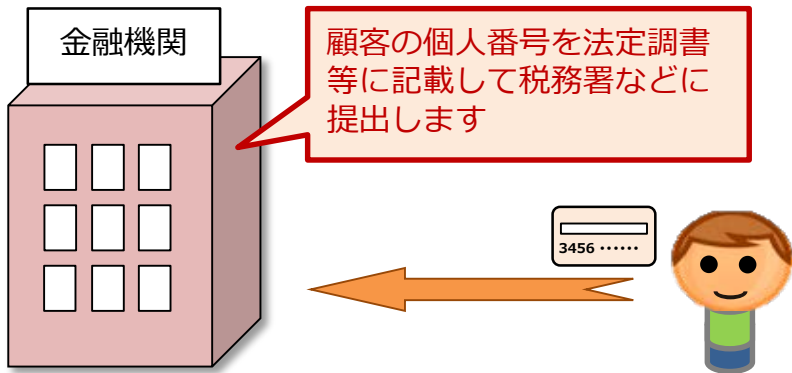 金融機関
顧客の個人番号を法定調書
等に記載して税務署などに
提出します
3456 ‥‥‥